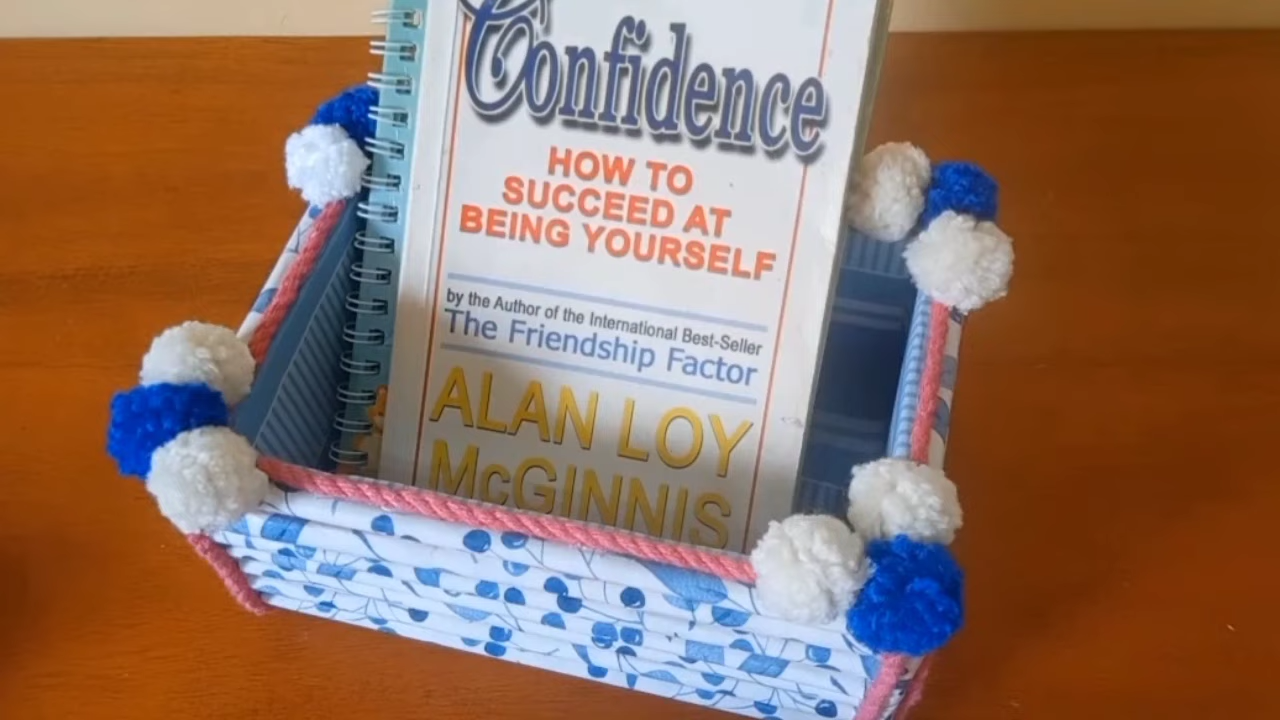 Confidence
HOW TO
SUCCEED AT
BEING YOURSELF
by the Author of the International Best-Seller
The Friendship Factor
ALAN LOY
McGINNIS